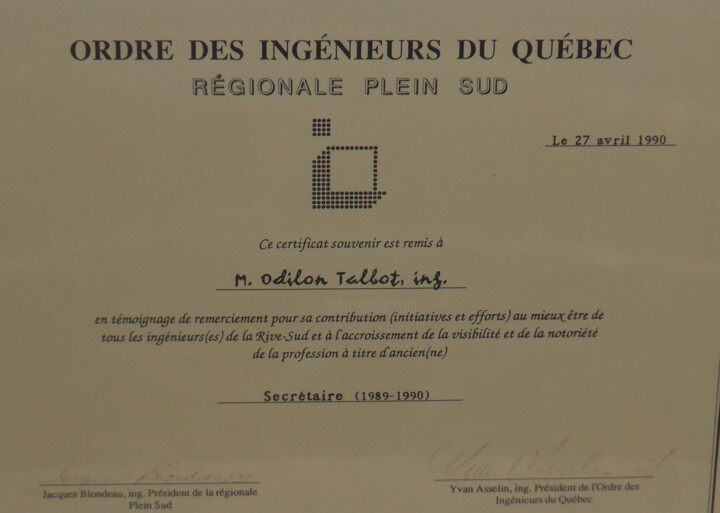 ORDRE DES INGÉNIEURS DU QUÉBEC
RÉGIONALE PLEIN SUD
Le 27 avril 1990
Ce certificat souvenir est remis à
M. Odilon Talbot, ing.
en témoignage de remerciement pour sa contribution (initiatives et efforts) au mieux être de
tous les ingénieurs(es) de la Rive-Sud et à l'accroissement de la visibilité et de la notoriété
de la profession à titre d'ancien(ne)
Secrétaire (1989-1990)
Jacques Blondeau, ing. Président de la régionale
Plein Sud
Yvan Asselin, ing. Président de l'Ordre des
Ingénieurs du Québec